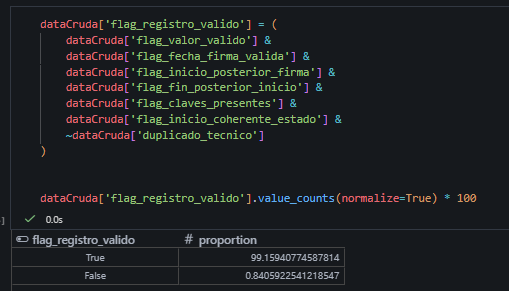 dataCruda['flag_registro_valido'] = (
dataCruda['flag_valor_valido'] &
dataCruda['flag_fecha_firma_valida'] &
dataCruda['flag_inicio_posterior_firma'] &
dataCruda['flag_fin_posterior_inicio'] &
dataCruda['flag_claves_presentes'] &
dataCruda['flag_inicio_coherente_estado'] &
~dataCruda['duplicado_tecnico']
)
dataCruda['flag_registro_valido'].value_counts(normalize=True) * 100
] ✓ 0.0s
flag_registro_valido # proportion
True 99.15940774587814
False 0.8405922541218547